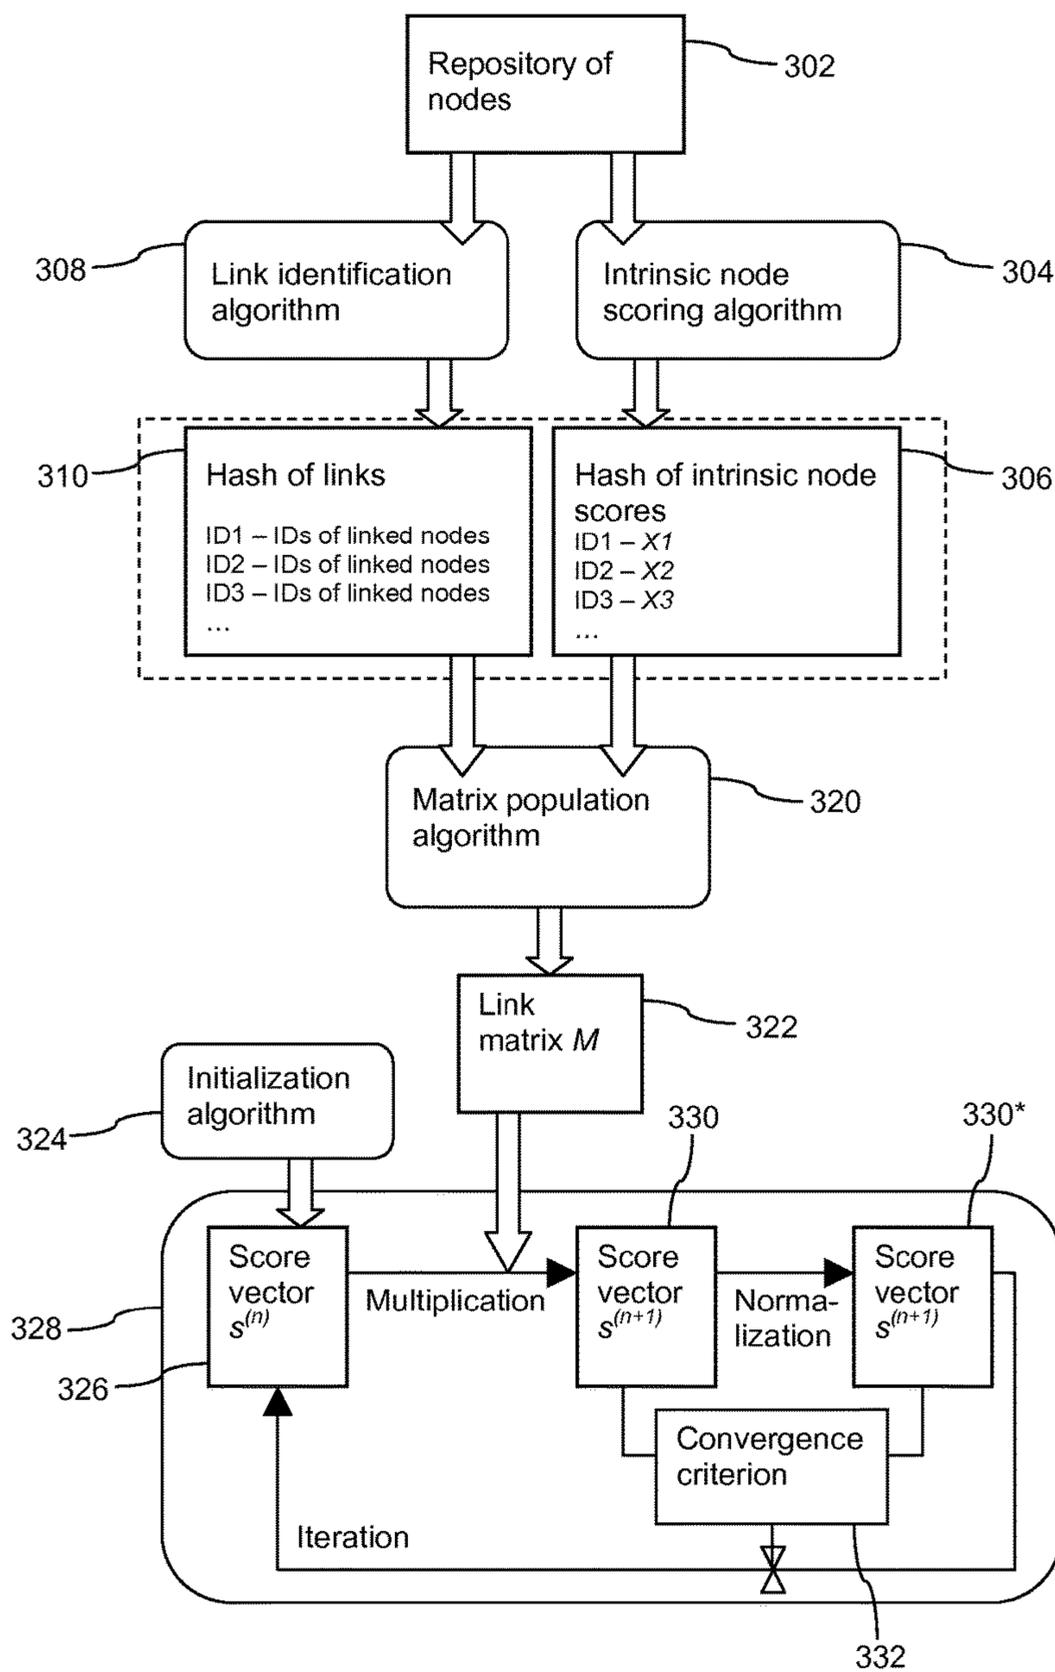 Repository of
nodes
302
308
Link identification
algorithm
Intrinsic node
scoring algorithm
304
310
Hash of links
ID1 – IDs of linked nodes
ID2 – IDs of linked nodes
ID3 – IDs of linked nodes
...
Hash of intrinsic node
scores
ID1 – X1
ID2 – X2
ID3 – X3
...
306
Matrix population
algorithm
320
Link
matrix M
322
Initialization
algorithm
324
330
330*
Score
vector
s(n)
Multiplication
Score
vector
s(n+1)
Norma-
lization
Score
vector
s(n+1)
328
326
Convergence
criterion
Iteration
332